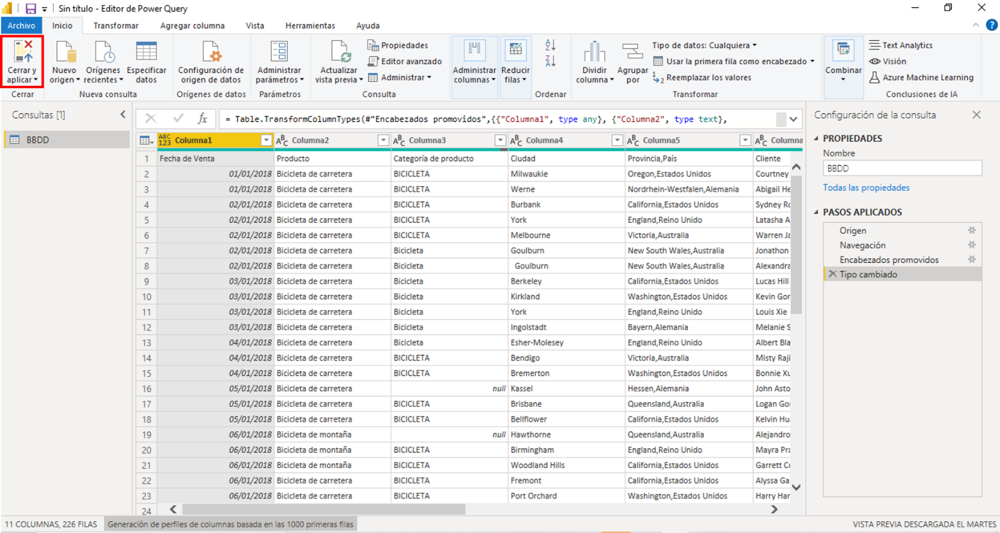 Sin título - Editor de Power Query
Archivo Inicio Transformar Agregar columna Vista Herramientas Ayuda
Cerrar y aplicar
Cerrar
Nuevo origen
Orígenes recientes
Especificar datos
Nueva consulta
Configuración de origen de datos
Orígenes de datos
Administrar parámetros
Parámetros
Actualizar vista previa
Propiedades
Editor avanzado
Administrar
Consulta
Administrar columnas
Reducir filas
Ordenar
Dividir columna
Agrupar por
Tipo de datos: Cualquiera
Usar la primera fila como encabezado
Reemplazar los valores
Transformar
Combinar
Text Analytics
Visión
Azure Machine Learning
Conclusiones de IA
Consultas [1]
BBDD
fx = Table.TransformColumnTypes(#"Encabezados promovidos",{{"Columna1", type any}, {"Columna2", type text},
ABC 123 Columna1 ABC Columna2 ABC Columna3 ABC Columna4 ABC Columna5 ABC Columna
1 Fecha de Venta Producto Categoría de producto Ciudad Provincia,País Cliente
2 01/01/2018 Bicicleta de carretera BICICLETA Milwaukie Oregon,Estados Unidos Courtney
3 01/01/2018 Bicicleta de carretera BICICLETA Werne Nordrhein-Westfalen,Alemania Abigail He
4 02/01/2018 Bicicleta de carretera BICICLETA Burbank California,Estados Unidos Sydney Ro
5 02/01/2018 Bicicleta de carretera BICICLETA York England,Reino Unido Latasha A
6 02/01/2018 Bicicleta de carretera BICICLETA Melbourne Victoria,Australia Warren Ja
7 02/01/2018 Bicicleta de carretera Bicicleta Goulburn New South Wales,Australia Jonathon
8 02/01/2018 Bicicleta de carretera Bicicleta Goulburn New South Wales,Australia Alexandra
9 03/01/2018 Bicicleta de carretera Bicicleta Berkeley California,Estados Unidos Lucas Hill
10 03/01/2018 Bicicleta de carretera Bicicleta Kirkland Washington,Estados Unidos Kevin Gor
11 03/01/2018 Bicicleta de carretera Bicicleta York England,Reino Unido Louis Xie
12 03/01/2018 Bicicleta de carretera Bicicleta Ingolstadt Bayern,Alemania Melanie S
13 04/01/2018 Bicicleta de carretera Bicicleta Esher-Molesey England,Reino Unido Albert Bla
14 04/01/2018 Bicicleta de carretera BICICLETA Bendigo Victoria,Australia Misty Raji
15 04/01/2018 Bicicleta de carretera BICICLETA Bremerton Washington,Estados Unidos Bonnie Xu
16 05/01/2018 Bicicleta de carretera null Kassel Hessen,Alemania John Asto
17 05/01/2018 Bicicleta de carretera BICICLETA Brisbane Queensland,Australia Logan Go
18 05/01/2018 Bicicleta de carretera BICICLETA Bellflower California,Estados Unidos Kelvin Hu
19 06/01/2018 Bicicleta de montaña null Hawthorne Queensland,Australia Alejandro
20 06/01/2018 Bicicleta de montaña BICICLETA Birmingham England,Reino Unido Mayra Pra
21 06/01/2018 Bicicleta de montaña BICICLETA Woodland Hills California,Estados Unidos Garrett Co
22 06/01/2018 Bicicleta de carretera BICICLETA Fremont California,Estados Unidos Alyssa Ga
23 06/01/2018 Bicicleta de carretera BICICLETA Port Orchard Washington,Estados Unidos Harry Har
24
Configuración de la consulta
PROPIEDADES
Nombre
BBDD
Todas las propiedades
PASOS APLICADOS
Origen
Navegación
Encabezados promovidos
Tipo cambiado
11 COLUMNAS, 226 FILAS Generación de perfiles de columnas basada en las 1000 primeras filas VISTA PREVIA DESCARGADA EL MARTES